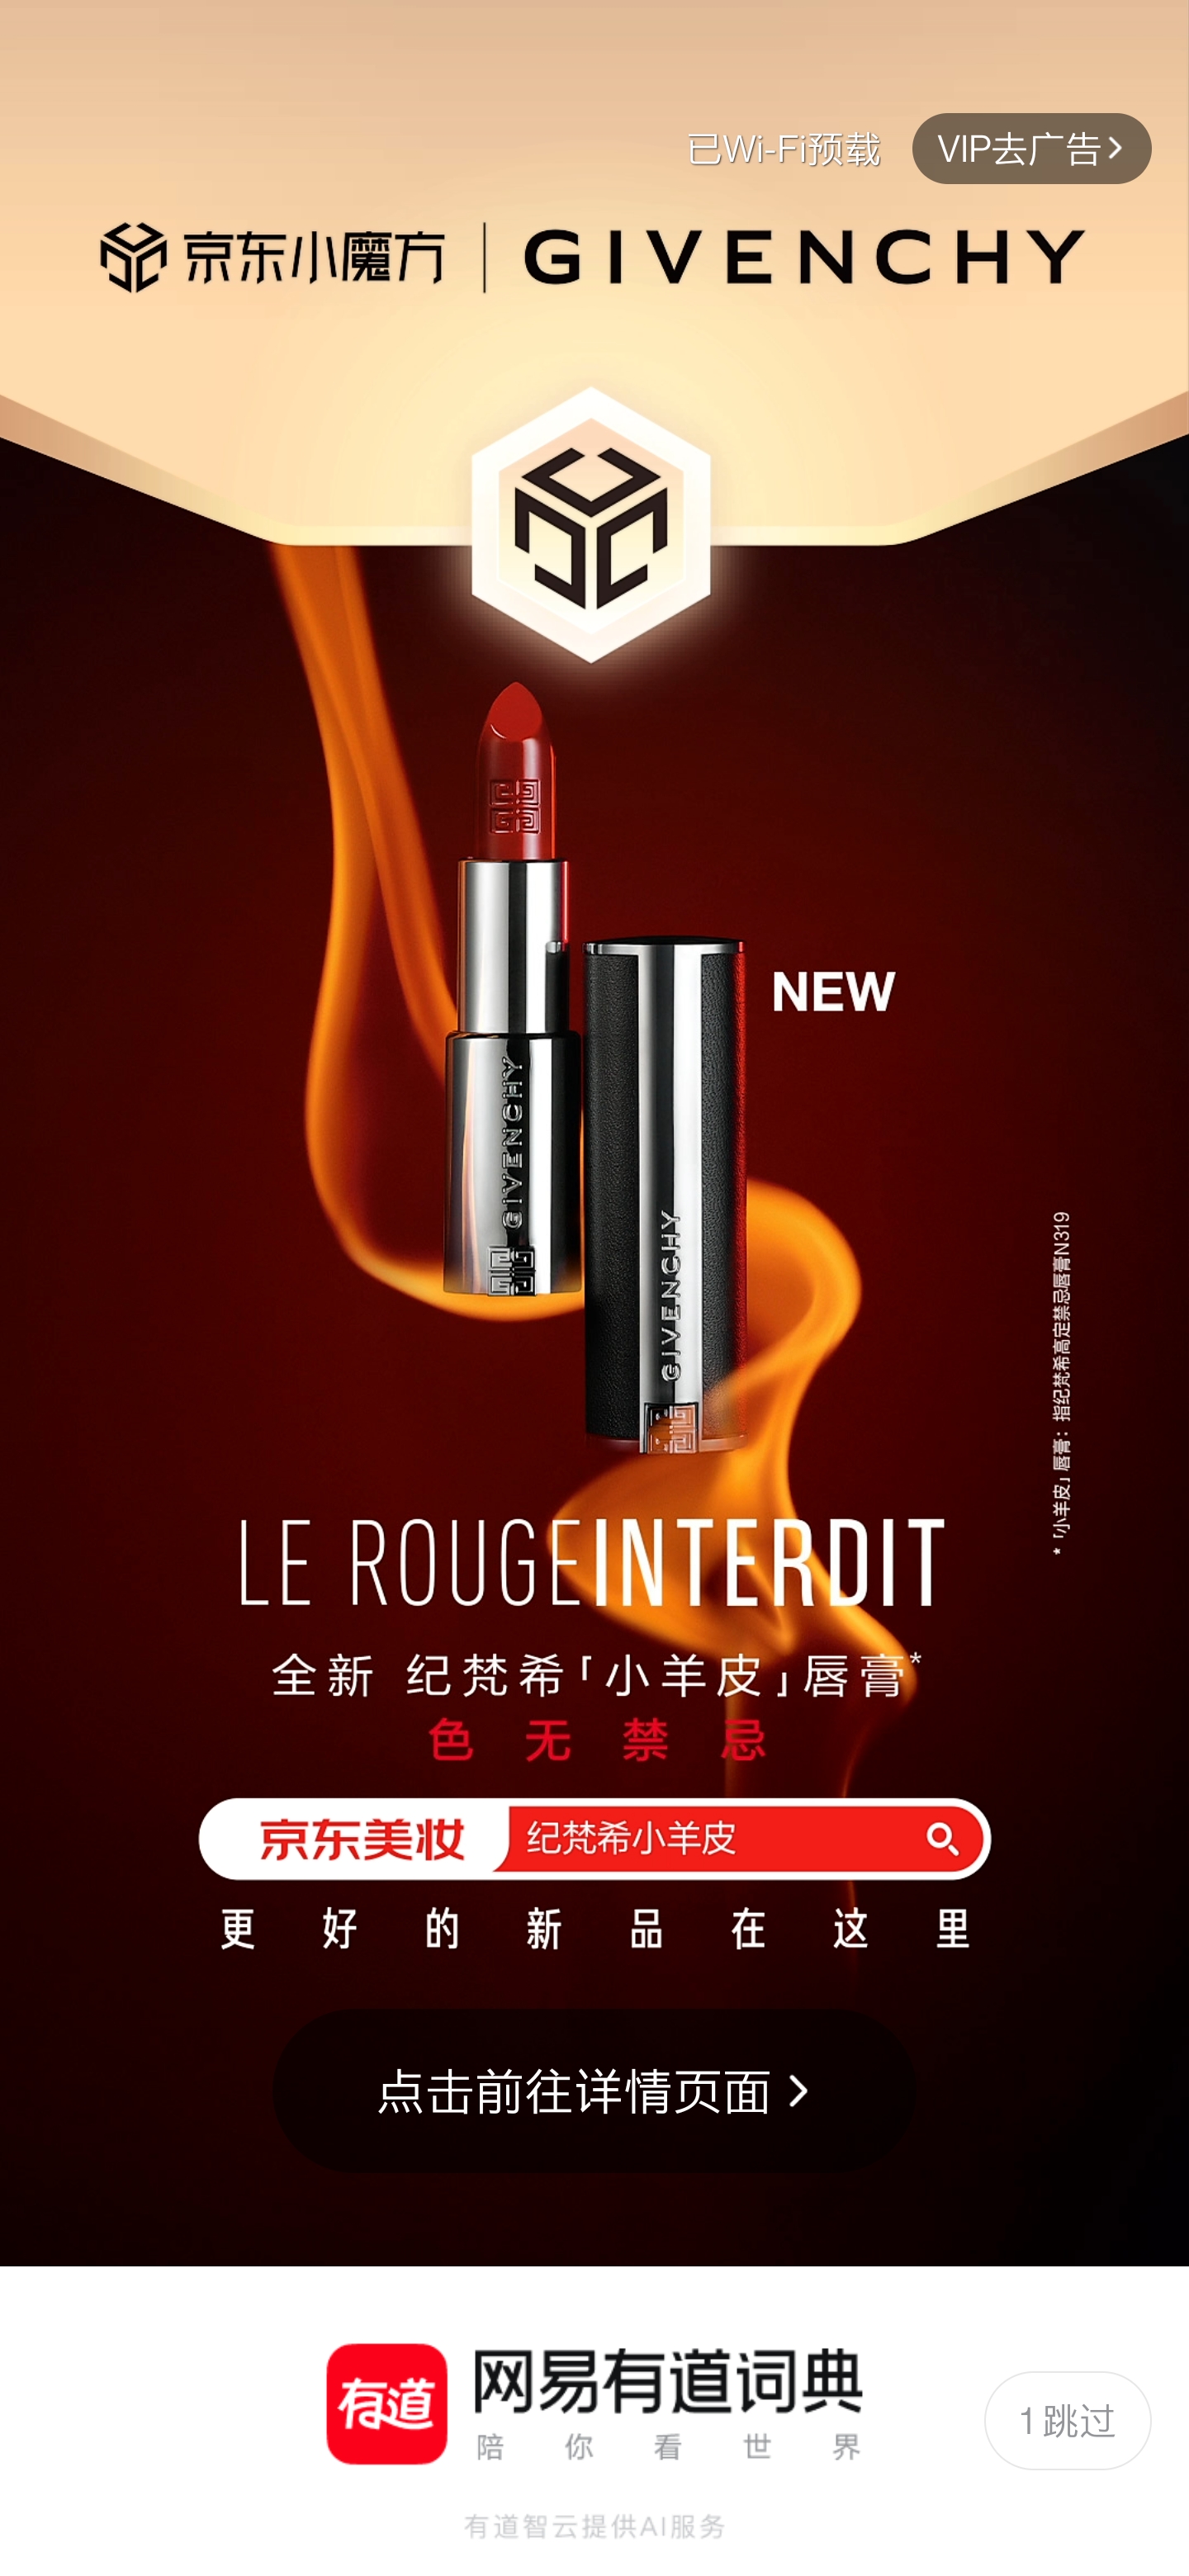 已Wi-Fi预载 VIP去广告
京东小魔方 GIVENCHY
NEW
GIVENCHY
GIVENCHY
*「小羊皮」唇膏：指纪梵希高定禁忌唇膏N319
LE ROUGE INTERDIT
全新 纪梵希「小羊皮」唇膏*
色无禁忌
京东美妆 纪梵希小羊皮
更好的新品在这里
点击前往详情页面
有道 网易有道词典
陪你看世界
1 跳过
有道智云提供AI服务